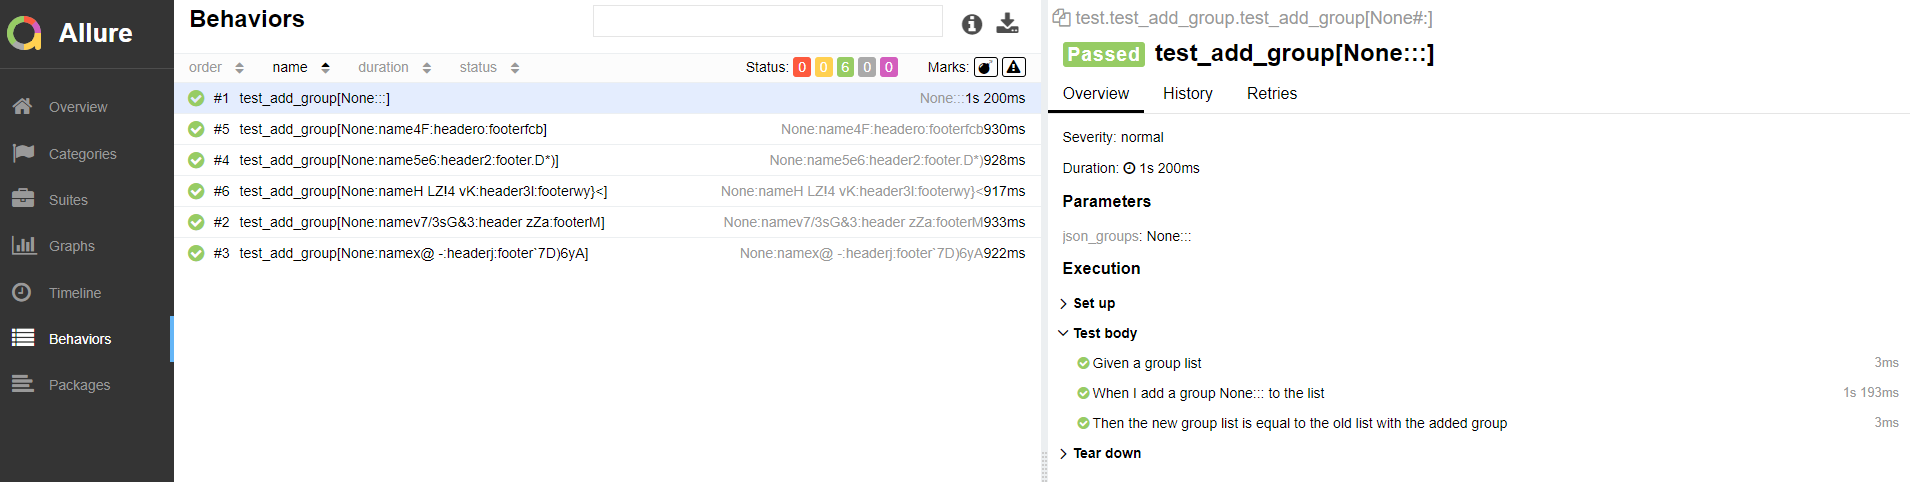 Allure
Overview
Categories
Suites
Graphs
Timeline
Behaviors
Packages
Behaviors
order name duration status Status: 0 0 6 0 0 Marks:
#1 test_add_group[None:::] None:::1s 200ms
#5 test_add_group[None:name4F:headero:footerfcb] None:name4F:headero:footerfcb930ms
#4 test_add_group[None:name5e6:header2:footer.D*)] None:name5e6:header2:footer.D*)928ms
#6 test_add_group[None:nameH LZ!4 vK:header3l:footerwy}<] None:nameH LZ!4 vK:header3l:footerwy}<917ms
#2 test_add_group[None:namev7/3sG&3:header zZa:footerM] None:namev7/3sG&3:header zZa:footerM933ms
#3 test_add_group[None:namex@ -:headerj:footer`7D)6yA] None:namex@ -:headerj:footer`7D)6yA922ms
test.test_add_group.test_add_group[None#:]
Passed test_add_group[None:::]
Overview History Retries
Severity: normal
Duration: 1s 200ms
Parameters
json_groups: None:::
Execution
Set up
Test body
Given a group list 3ms
When I add a group None::: to the list 1s 193ms
Then the new group list is equal to the old list with the added group 3ms
Tear down